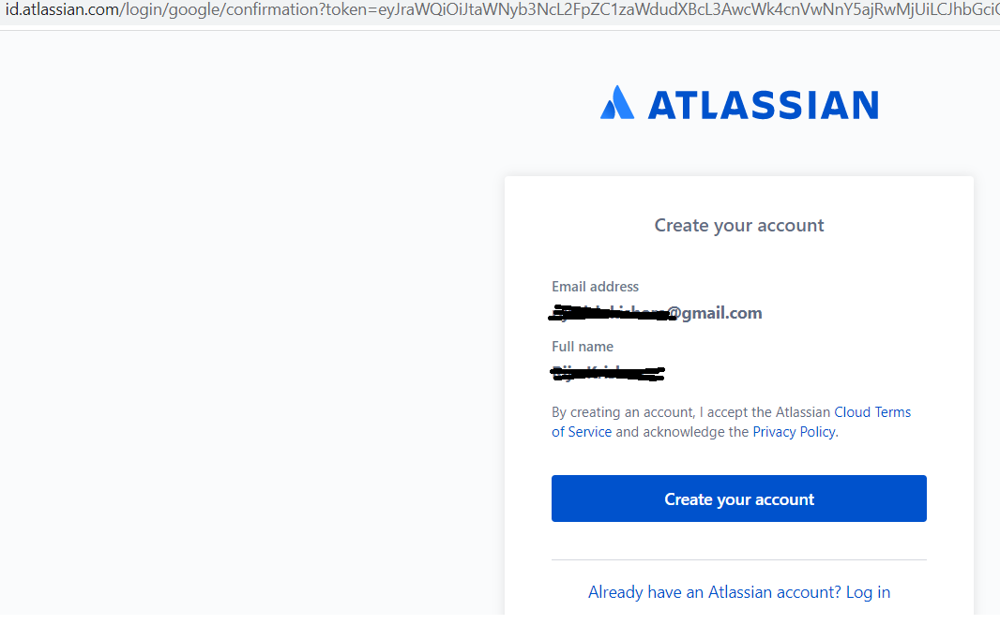 id.atlassian.com/login/google/confirmation?token=eyJraWQiOiJtaWNyb3NcL2FpZC1zaWdudXBcL3AwcWk4cnVwNnY5ajRwMjUiLCJhbGciO
ATLASSIAN
Create your account
Email address
@gmail.com
Full name
By creating an account, I accept the Atlassian Cloud Terms
of Service and acknowledge the Privacy Policy.
Create your account
Already have an Atlassian account? Log in